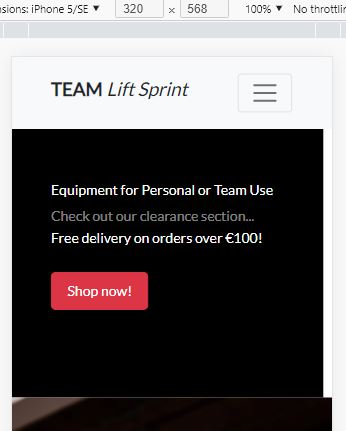 nsions: iPhone 5/SE ▼ 320 × 568 100% ▼ No throttlin
TEAM Lift Sprint
Equipment for Personal or Team Use
Check out our clearance section...
Free delivery on orders over €100!
Shop now!